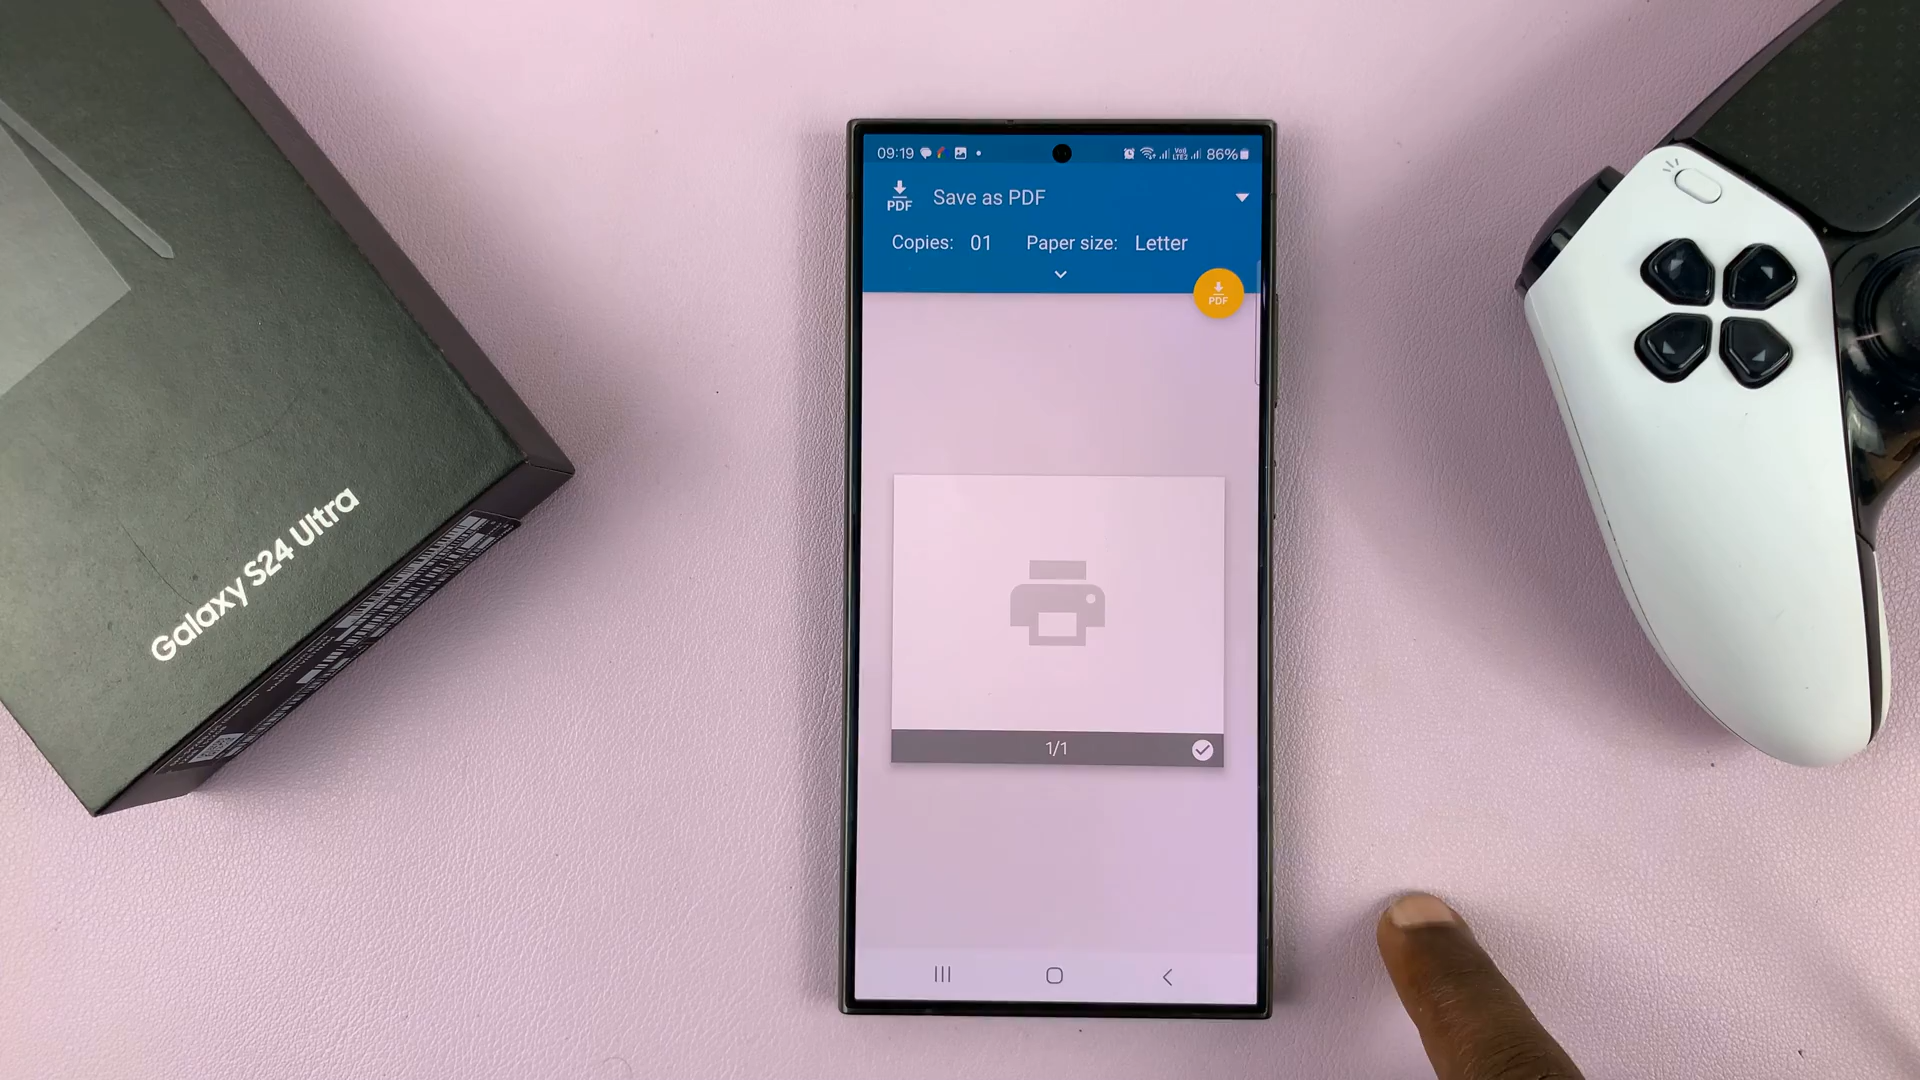 09:19
86%
PDF
Save as PDF
Copies: 01 Paper size: Letter
PDF
1/1
Galaxy S24 Ultra